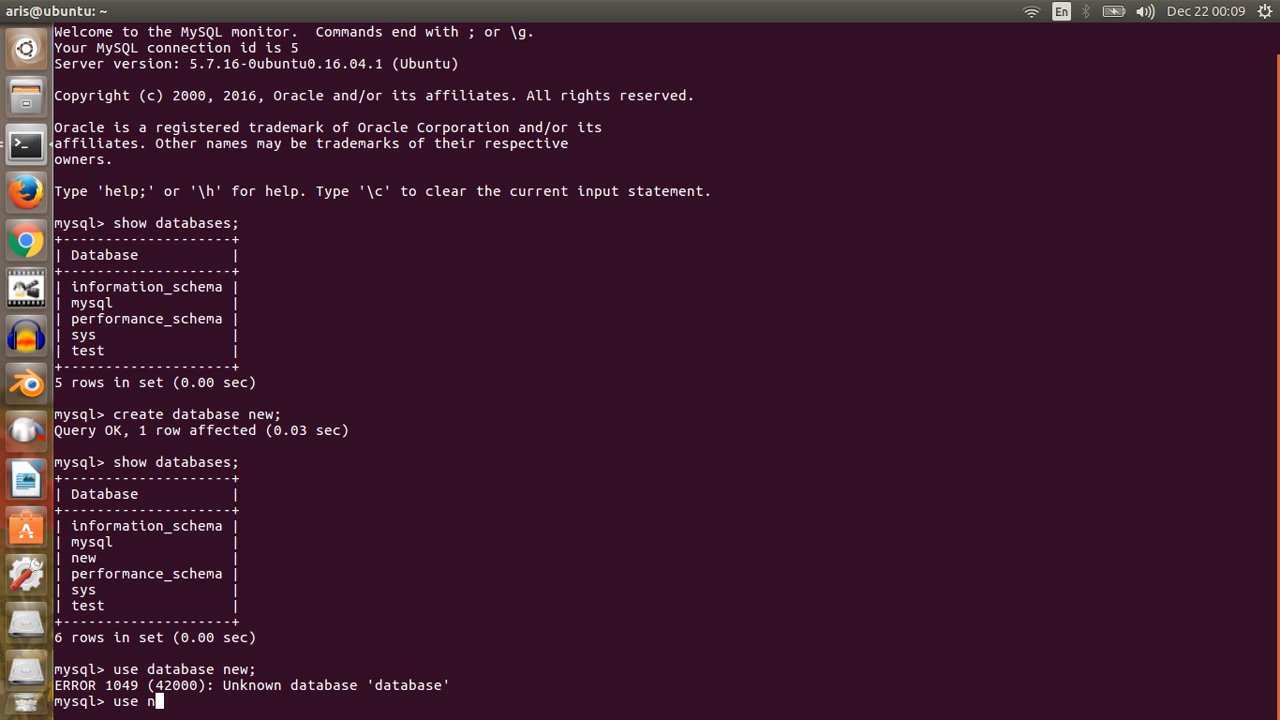 aris@ubuntu: ~
En
Dec 22 00:09
Welcome to the MySQL monitor.  Commands end with ; or \g.
Your MySQL connection id is 5
Server version: 5.7.16-0ubuntu0.16.04.1 (Ubuntu)
Copyright (c) 2000, 2016, Oracle and/or its affiliates. All rights reserved.
Oracle is a registered trademark of Oracle Corporation and/or its
affiliates. Other names may be trademarks of their respective
owners.
Type 'help;' or '\h' for help. Type '\c' to clear the current input statement.
mysql> show databases;
+--------------------+
| Database           |
+--------------------+
| information_schema |
| mysql              |
| performance_schema |
| sys                |
| test               |
+--------------------+
5 rows in set (0.00 sec)
mysql> create database new;
Query OK, 1 row affected (0.03 sec)
mysql> show databases;
+--------------------+
| Database           |
+--------------------+
| information_schema |
| mysql              |
| new                |
| performance_schema |
| sys                |
| test               |
+--------------------+
6 rows in set (0.00 sec)
mysql> use database new;
ERROR 1049 (42000): Unknown database 'database'
mysql> use n